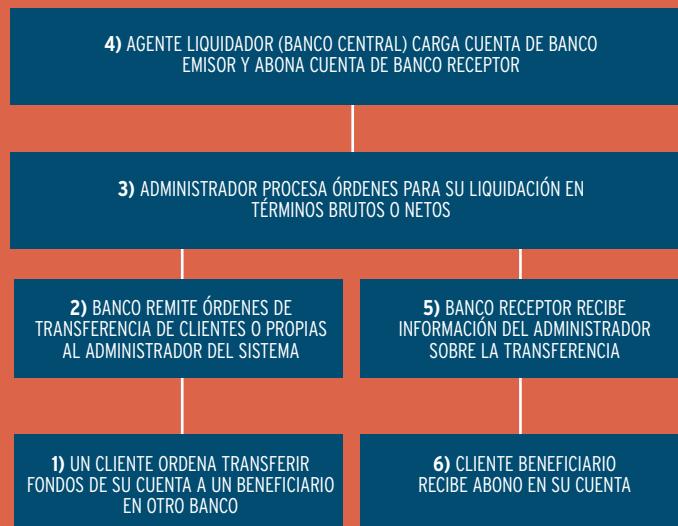 4) AGENTE LIQUIDADOR (BANCO CENTRAL) CARGA CUENTA DE BANCO
EMISOR Y ABONA CUENTA DE BANCO RECEPTOR
3) ADMINISTRADOR PROCESA ÓRDENES PARA SU LIQUIDACIÓN EN
TÉRMINOS BRUTOS O NETOS
2) BANCO REMITE ÓRDENES DE
TRANSFERENCIA DE CLIENTES O PROPIAS
AL ADMINISTRADOR DEL SISTEMA
5) BANCO RECEPTOR RECIBE
INFORMACIÓN DEL ADMINISTRADOR
SOBRE LA TRANSFERENCIA
1) UN CLIENTE ORDENA TRANSFERIR
FONDOS DE SU CUENTA A UN BENEFICIARIO
EN OTRO BANCO
6) CLIENTE BENEFICIARIO
RECIBE ABONO EN SU CUENTA